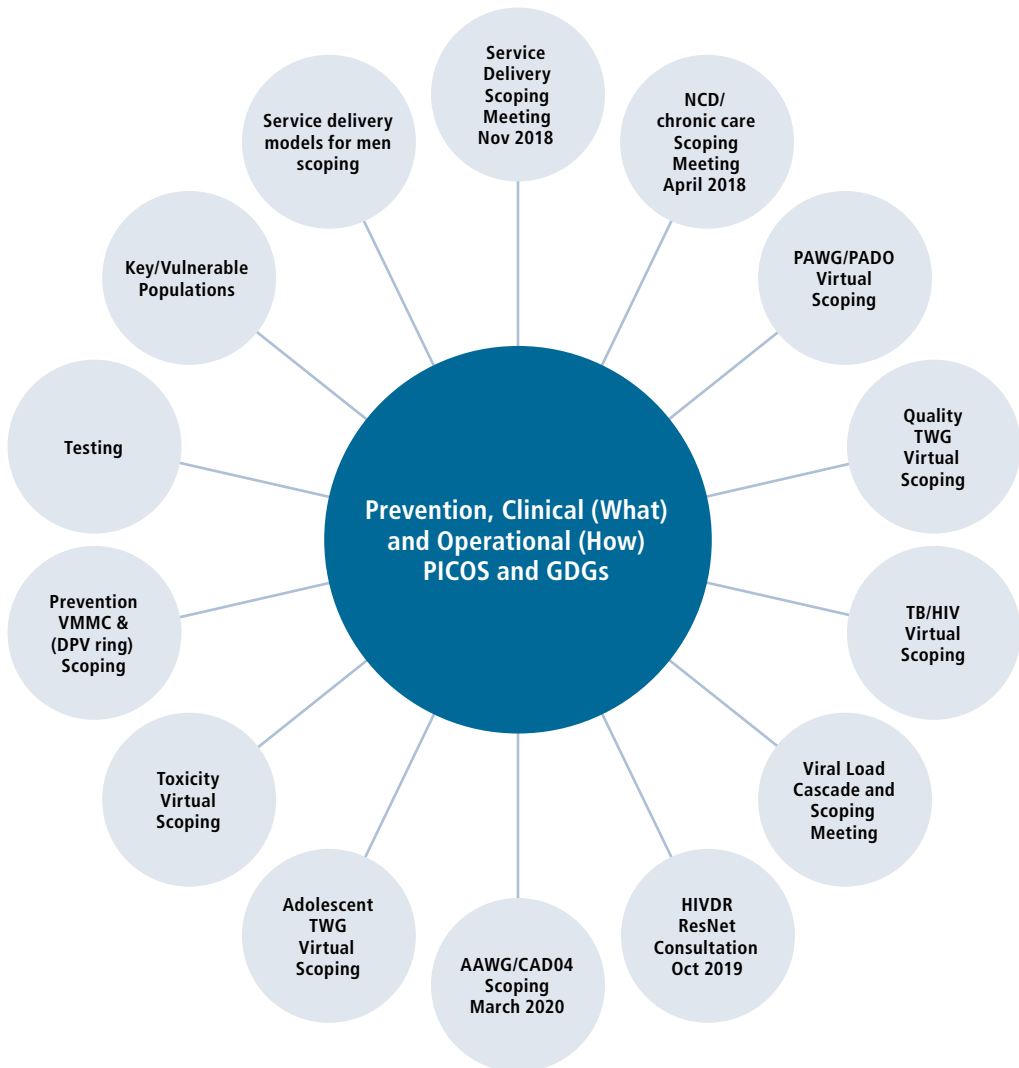 Service
Delivery
Scoping
Meeting
Nov 2018
NCD/
chronic care
Scoping
Meeting
April 2018
PAWG/PADO
Virtual
Scoping
Quality
TWG
Virtual
Scoping
TB/HIV
Virtual
Scoping
Viral Load
Cascade and
Scoping
Meeting
HIVDR
ResNet
Consultation
Oct 2019
AAWG/CAD04
Scoping
March 2020
Adolescent
TWG
Virtual
Scoping
Toxicity
Virtual
Scoping
Prevention
VMMC &
(DPV ring)
Scoping
Testing
Key/Vulnerable
Populations
Service delivery
models for men
scoping
Prevention, Clinical (What)
and Operational (How)
PICOS and GDGs